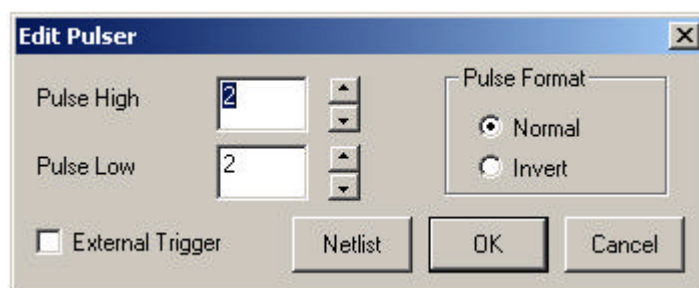 Edit Pulser
Pulse High
2
Pulse Low
2
Pulse Format
Normal
Invert
External Trigger
Netlist
OK
Cancel